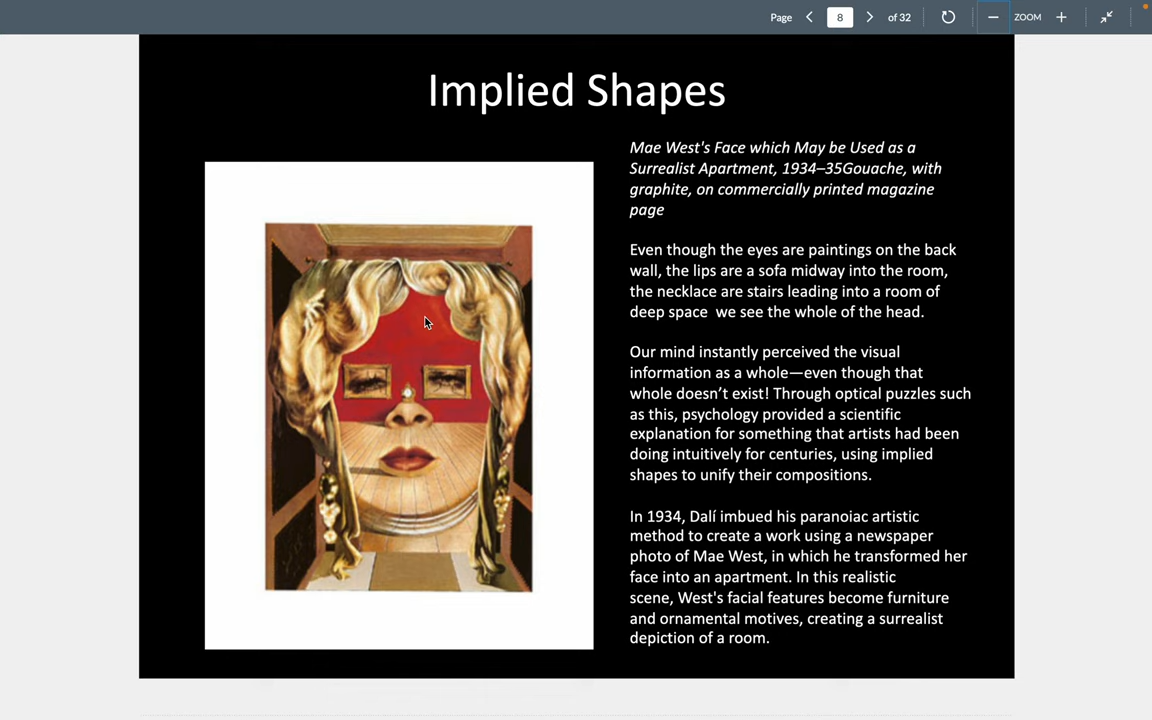 Page 8 of 32 ZOOM
Implied Shapes
Mae West's Face which May be Used as a
Surrealist Apartment, 1934–35Gouache, with
graphite, on commercially printed magazine
page
Even though the eyes are paintings on the back
wall, the lips are a sofa midway into the room,
the necklace are stairs leading into a room of
deep space  we see the whole of the head.
Our mind instantly perceived the visual
information as a whole—even though that
whole doesn’t exist! Through optical puzzles such
as this, psychology provided a scientific
explanation for something that artists had been
doing intuitively for centuries, using implied
shapes to unify their compositions.
In 1934, Dalí imbued his paranoiac artistic
method to create a work using a newspaper
photo of Mae West, in which he transformed her
face into an apartment. In this realistic
scene, West's facial features become furniture
and ornamental motives, creating a surrealist
depiction of a room.